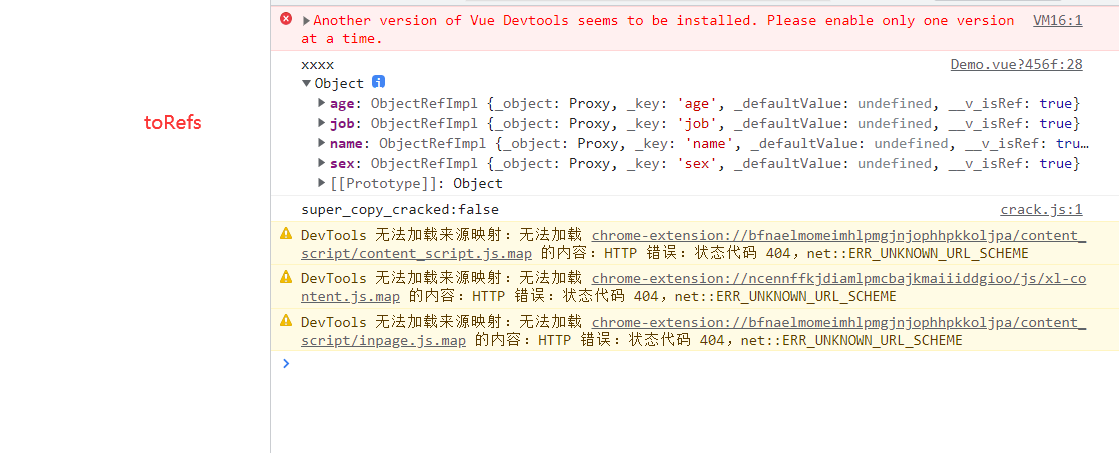 Another version of Vue Devtools seems to be installed. Please enable only one version VM16:1
at a time.
xxxx Demo.vue?456f:28
Object i
toRefs
age: ObjectRefImpl {_object: Proxy, _key: 'age', _defaultValue: undefined, __v_isRef: true}
job: ObjectRefImpl {_object: Proxy, _key: 'job', _defaultValue: undefined, __v_isRef: true}
name: ObjectRefImpl {_object: Proxy, _key: 'name', _defaultValue: undefined, __v_isRef: tru…
sex: ObjectRefImpl {_object: Proxy, _key: 'sex', _defaultValue: undefined, __v_isRef: true}
[[Prototype]]: Object
super_copy_cracked:false crack.js:1
DevTools 无法加载来源映射：无法加载 chrome-extension://bfnaelmomeimhlpmgjnjophhpkkoljpa/content_
script/content_script.js.map 的内容：HTTP 错误：状态代码 404，net::ERR_UNKNOWN_URL_SCHEME
DevTools 无法加载来源映射：无法加载 chrome-extension://ncennffkjdiamlpmcbajkmaiiiddgioo/js/xl-co
ntent.js.map 的内容：HTTP 错误：状态代码 404，net::ERR_UNKNOWN_URL_SCHEME
DevTools 无法加载来源映射：无法加载 chrome-extension://bfnaelmomeimhlpmgjnjophhpkkoljpa/content_
script/inpage.js.map 的内容：HTTP 错误：状态代码 404，net::ERR_UNKNOWN_URL_SCHEME